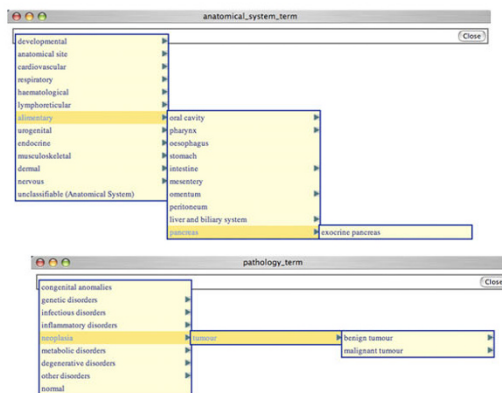 anatomical_system_term
Close
developmental
anatomical site
cardiovascular
respiratory
haematological
lymphoreticular
alimentary
urogenital
endocrine
musculoskeletal
dermal
nervous
unclassifiable (Anatomical System)
oral cavity
pharynx
oesophagus
stomach
intestine
mesentery
omentum
peritoneum
liver and biliary system
pancreas
exocrine pancreas
pathology_term
Close
congenital anomalies
genetic disorders
infectious disorders
inflammatory disorders
neoplasia
metabolic disorders
degenerative disorders
other disorders
normal
tumour
benign tumour
malignant tumour